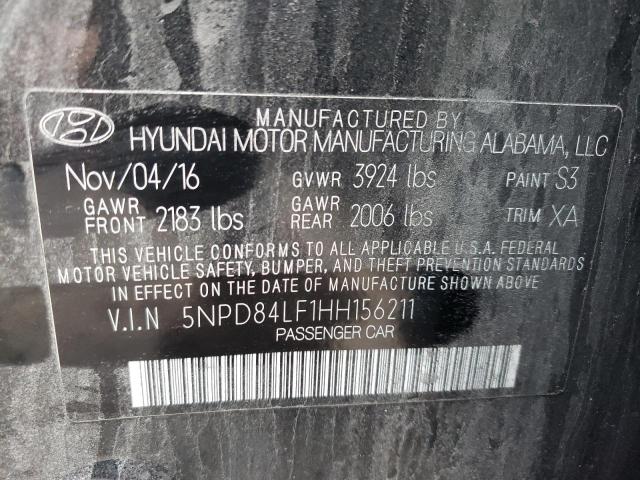 MANUFACTURED BY
HYUNDAI MOTOR MANUFACTURING ALABAMA, LLC
Nov/04/16 GVWR 3924 lbs PAINT S3
GAWR FRONT 2183 lbs GAWR REAR 2006 lbs TRIM XA
THIS VEHICLE CONFORMS TO ALL APPLICABLE U.S.A. FEDERAL
MOTOR VEHICLE SAFETY, BUMPER, AND THEFT PREVENTION STANDARDS
IN EFFECT ON THE DATE OF MANUFACTURE SHOWN ABOVE
V.I.N 5NPD84LF1HH156211
PASSENGER CAR